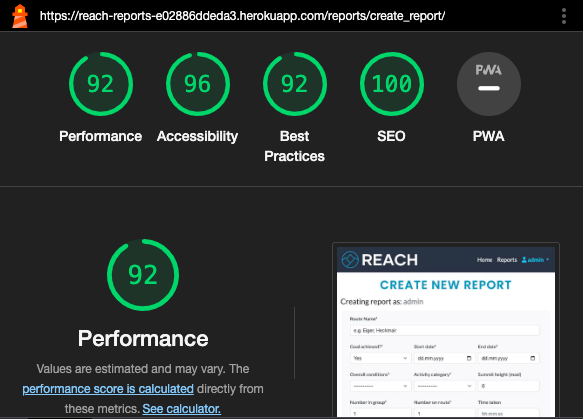 https://reach-reports-e02886ddeda3.herokuapp.com/reports/create_report/
92 96 92 100 PWA
Performance Accessibility Best Practices SEO PWA
92
Performance
Values are estimated and may vary. The
performance score is calculated directly from
these metrics. See calculator.
REACH Home Reports admin
CREATE NEW REPORT
Creating report as: admin
Route Name*
e.g. Eiger, Heckmair
Goal achieved?* Start date* End date*
Yes dd.mm.yyyy dd.mm.yyyy
Overall conditions* Activity category* Summit height (masl)
--------- --------- 0
Number in group* Number on route* Time taken
1 1